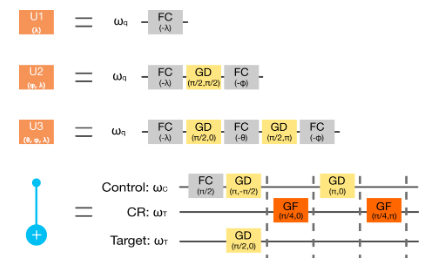 U1 (λ) = ωq FC (-λ)
U2 (φ, λ) = ωq FC (-λ) GD (π/2,π/2) FC (-φ)
U3 (θ, φ, λ) = ωq FC (-λ) GD (π/2,0) FC (-θ) GD (π/2,π) FC (-φ)
Control: ωC FC (π/2) GD (π,-π/2) GD (π,0)
+ = CR: ωT GF (π/4,0) GF (π/4,π)
Target: ωT GD (π/2,0)